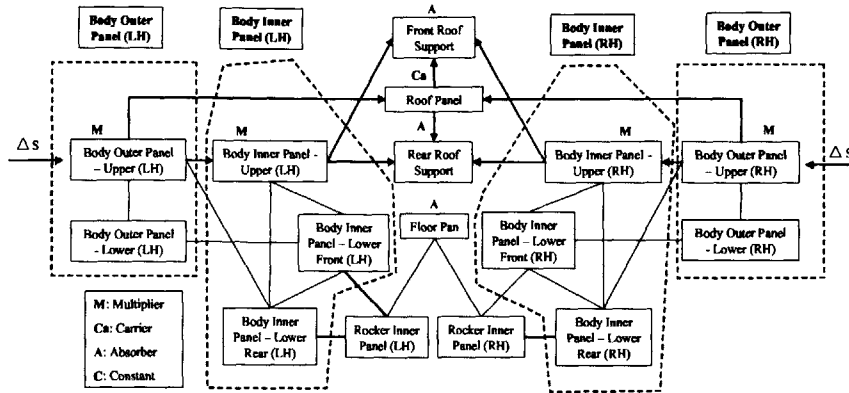 Body Outer
Panel (LH)
Body Inner
Panel (LH)
A
Front Roof
Support
Body Inner
Panel (RH)
Body Outer
Panel (RH)
Ca
Roof Panel
A
M
M
M
M
△ S
Body Outer Panel
– Upper (LH)
Body Inner Panel -
Upper (LH)
Rear Roof
Support
Body Inner Panel -
Upper (RH)
Body Outer Panel
– Upper (RH)
△ S
A
Body Outer Panel
- Lower (LH)
Body Inner
Panel – Lower
Front (LH)
Floor Pan
Body Inner
Panel – Lower
Front (RH)
Body Outer Panel
- Lower (RH)
M: Multiplier
Ca: Carrier
A: Absorber
C: Constant
Body Inner
Panel – Lower
Rear (LH)
Rocker Inner
Panel (LH)
Rocker Inner
Panel (RH)
Body Inner
Panel – Lower
Rear (RH)